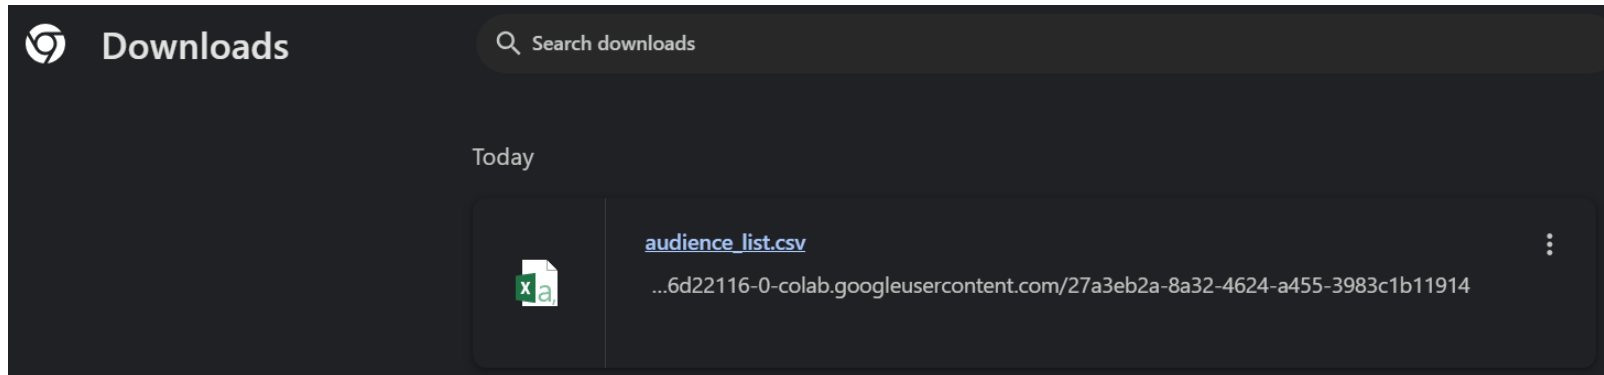 Downloads
Search downloads
Today
audience_list.csv
...6d22116-0-colab.googleusercontent.com/27a3eb2a-8a32-4624-a455-3983c1b11914
X a,